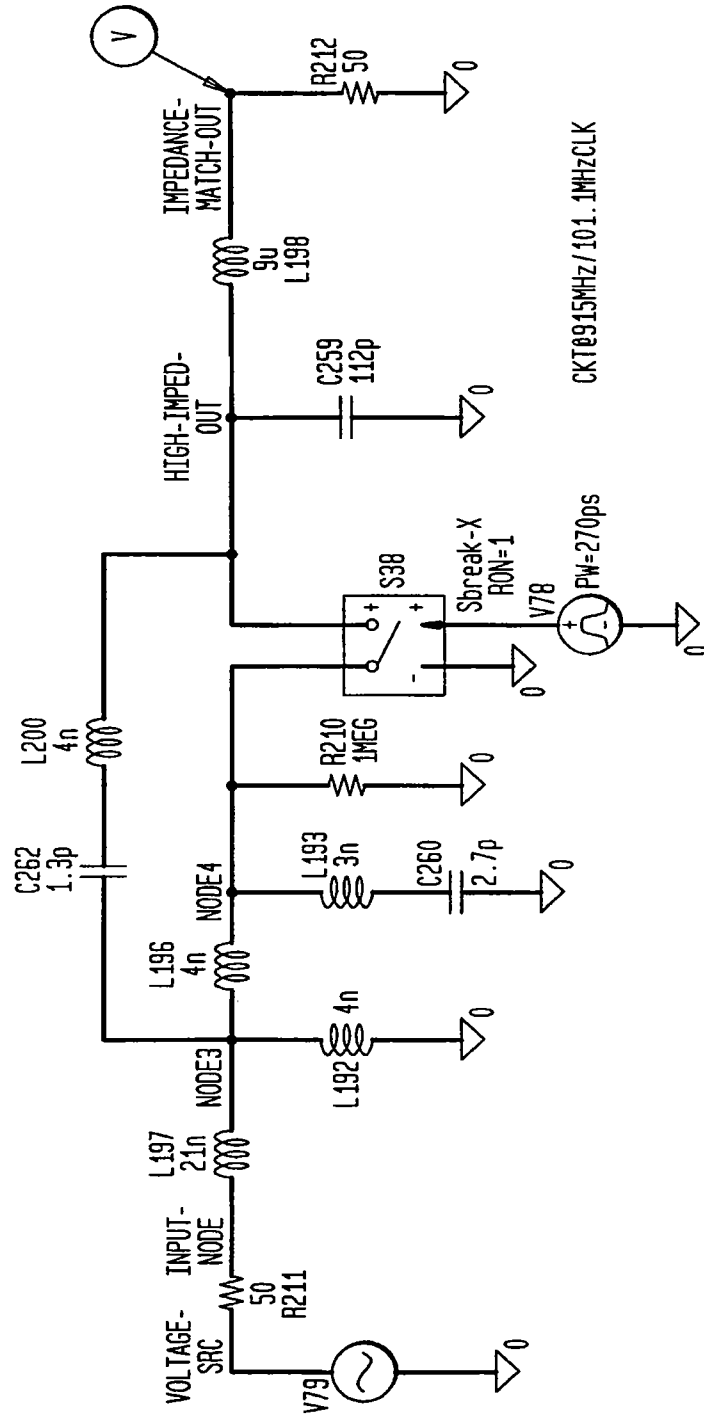 VOLTAGE-
SRC
V79
0
50
R211
INPUT-
NODE
L197
21n
NODE3
L192
4n
0
L196
4n
NODE4
C262
1.3p
L200
4n
L193
3n
C260
2.7p
0
R210
1MEG
0
S38
+
+
-
0
Sbreak-X
RON=1
V78
+
-
PW=270ps
0
HIGH-IMPED-
OUT
C259
112p
0
9u
L198
IMPEDANCE-
MATCH-OUT
V
R212
50
0
CKT@915MHz/101.1MHzCLK